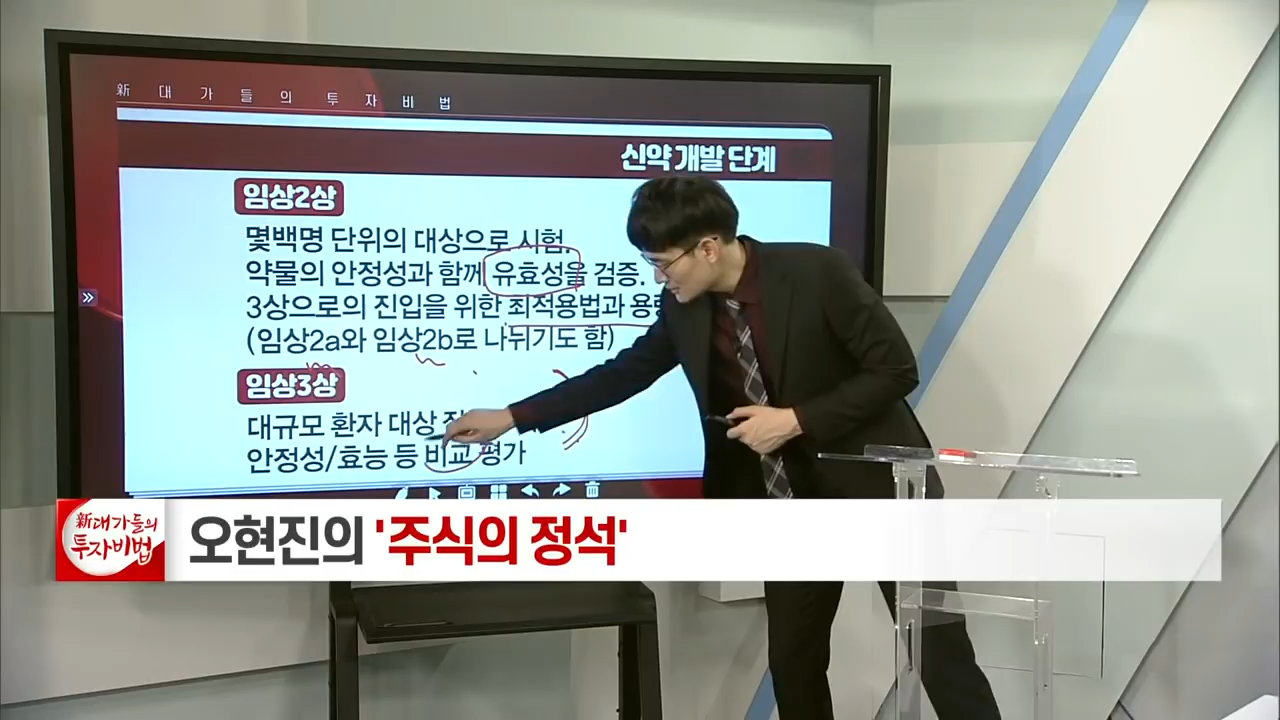 新 대 가 들 의 투 자 비 법
신약 개발 단계
임상2상
몇백명 단위의 대상으로 시험.
약물의 안정성과 함께 유효성을 검증.
3상으로의 진입을 위한 최적용법과 용량
(임상2a와 임상2b로 나뉘기도 함)
임상3상
대규모 환자 대상
안정성/효능 등 비교 평가
新대가들의
투자비법
오현진의 '주식의 정석'